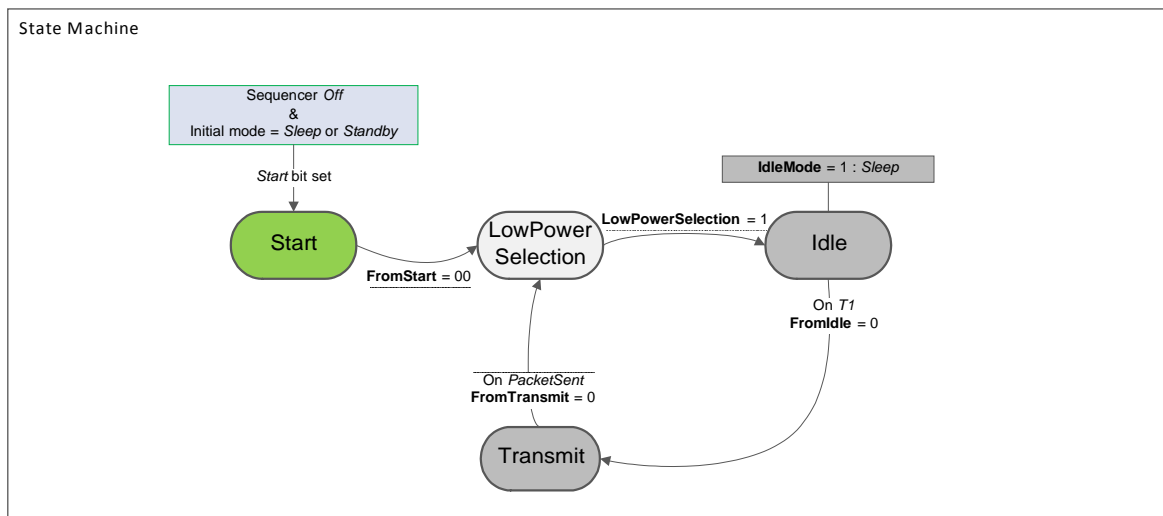 State Machine
Sequencer Off
&
Initial mode = Sleep or Standby
Start bit set
IdleMode = 1 : Sleep
Start
FromStart = 00
LowPower
Selection
LowPowerSelection = 1
Idle
On T1
FromIdle = 0
On PacketSent
FromTransmit = 0
Transmit